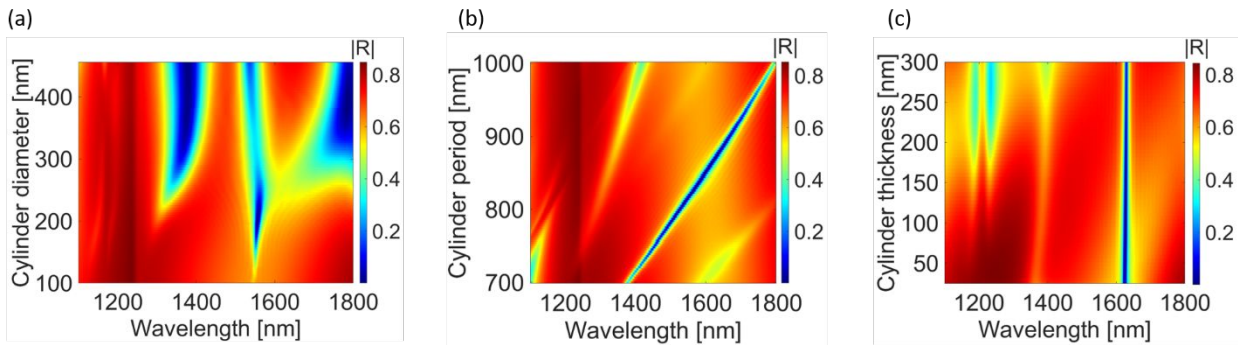 (a)
|R|
Cylinder diameter [nm]
400
300
200
100
1200 1400 1600 1800
Wavelength [nm]
0.8
0.6
0.4
0.2
(b)
|R|
Cylinder period [nm]
1000
900
800
700
1200 1400 1600 1800
Wavelength [nm]
0.8
0.6
0.4
0.2
(c)
|R|
Cylinder thickness [nm]
300
250
200
150
100
50
1200 1400 1600 1800
Wavelength [nm]
0.8
0.6
0.4
0.2